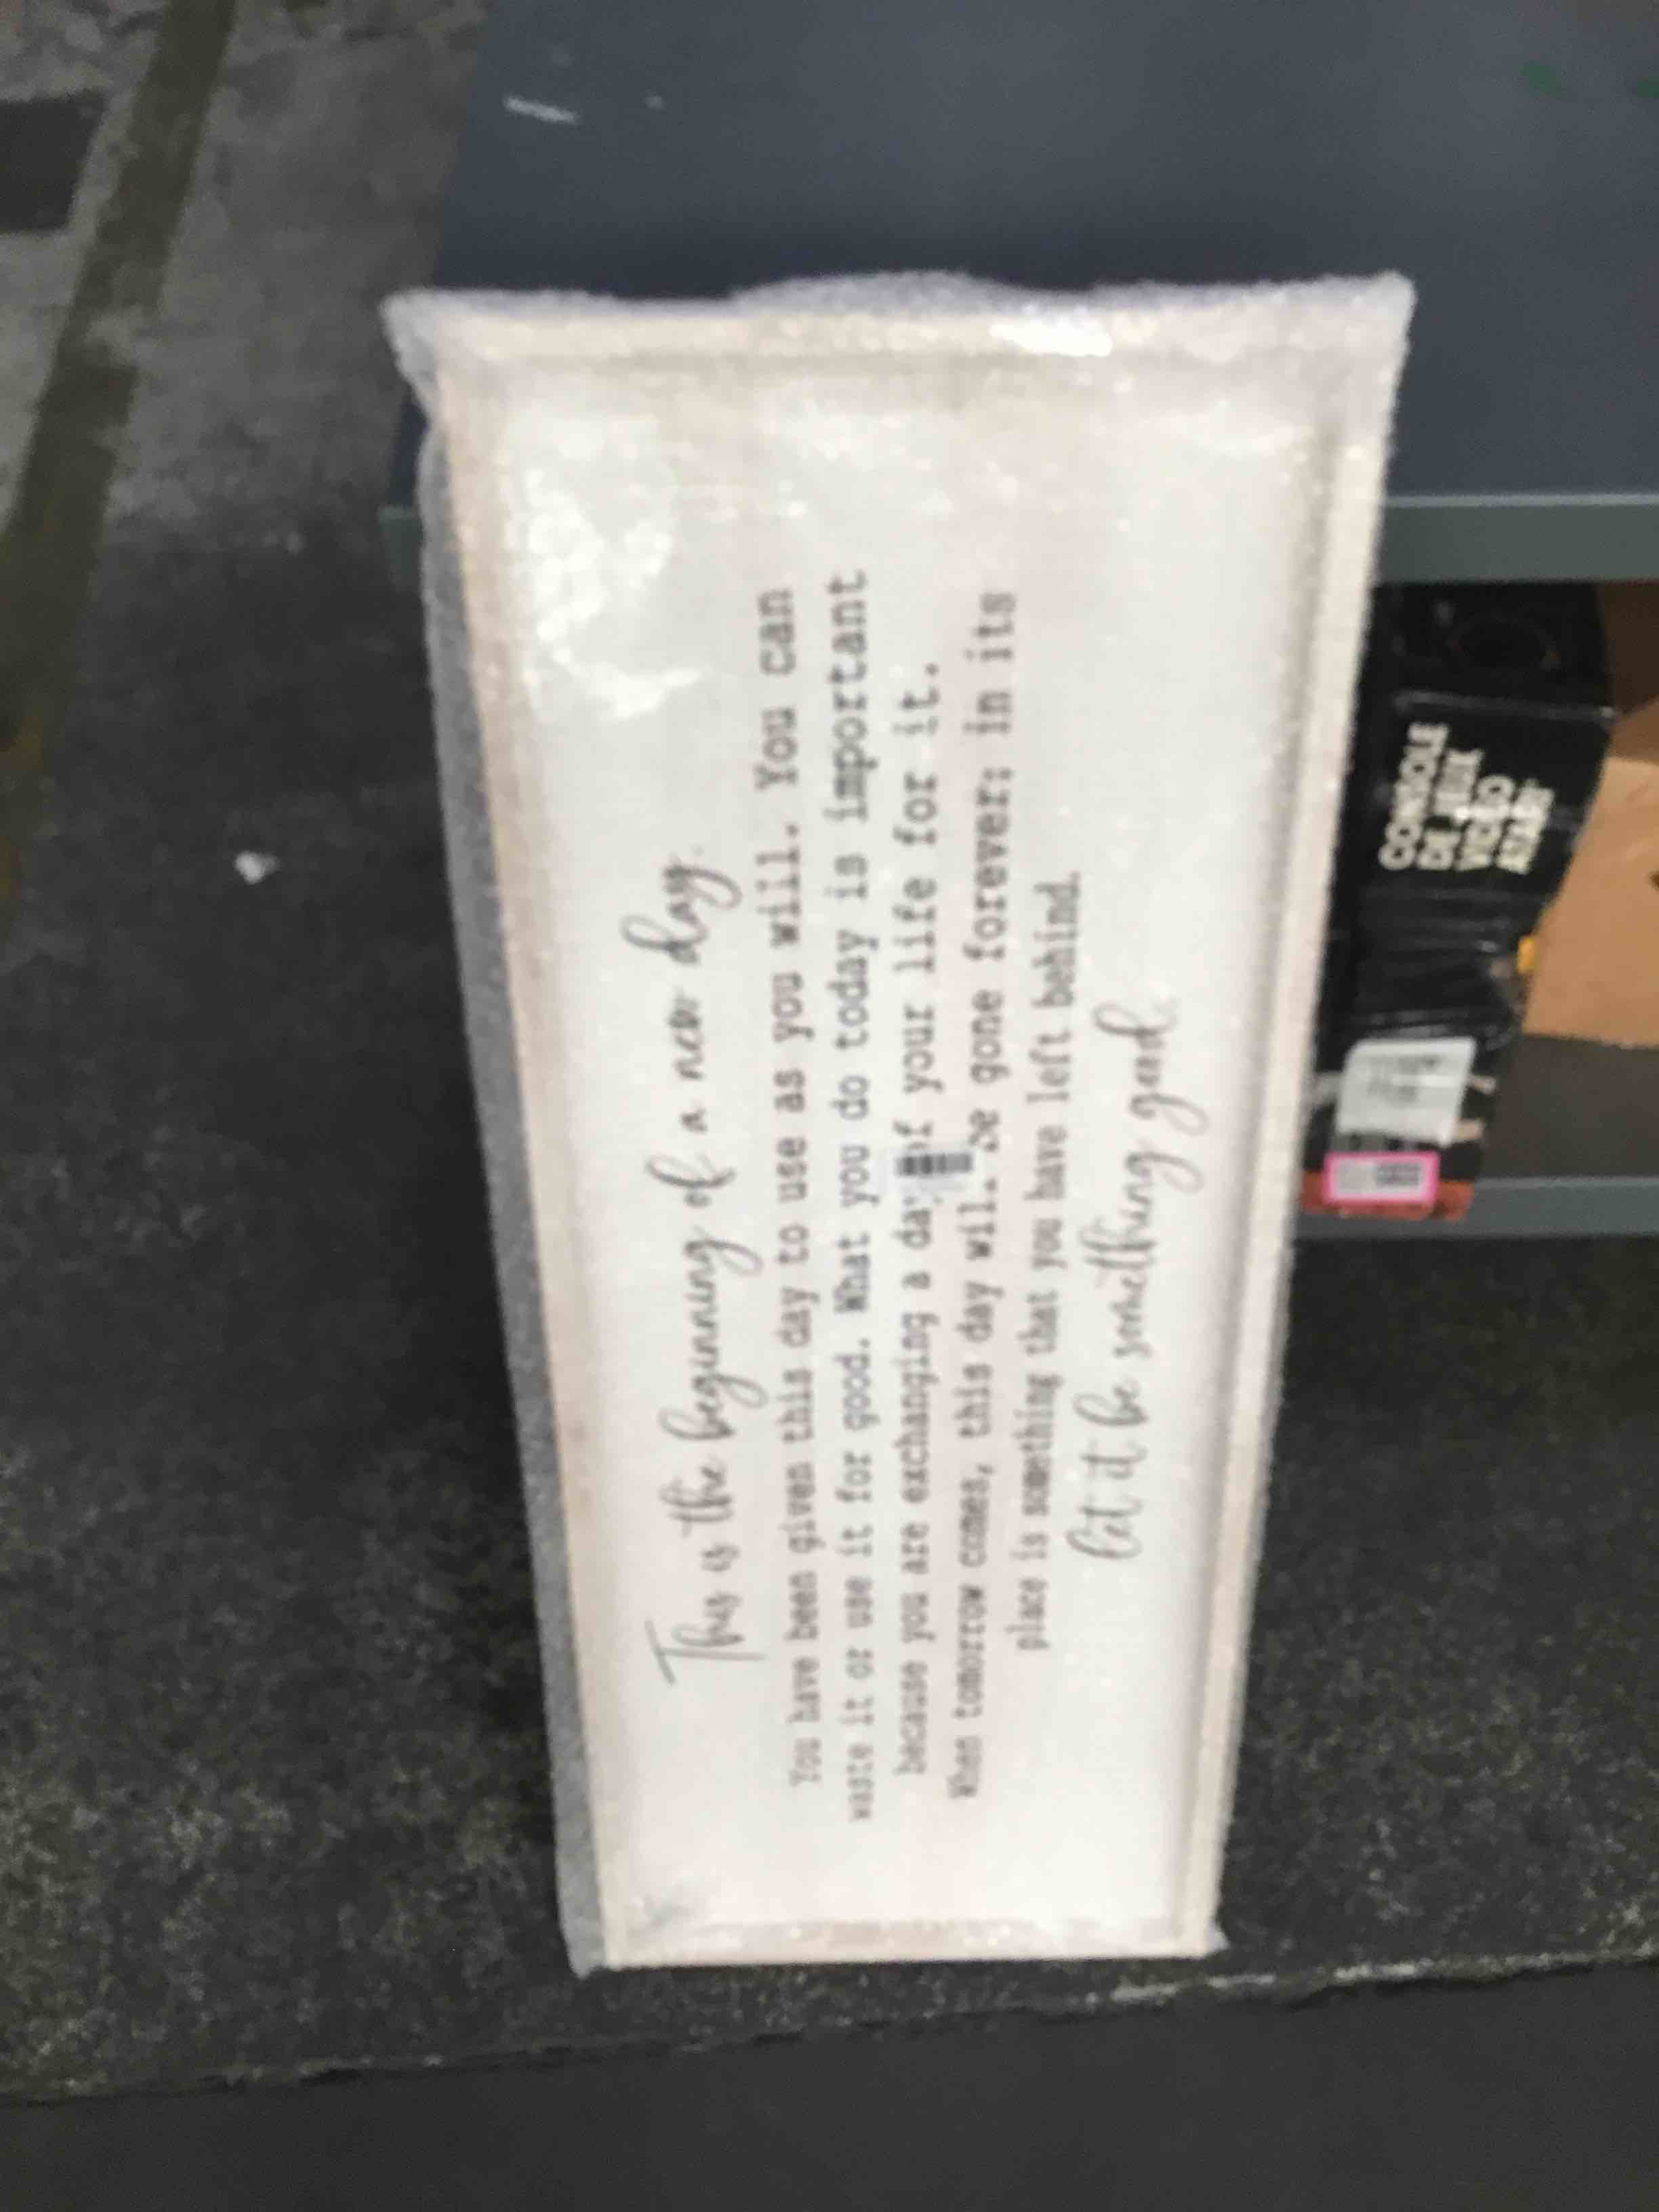 This is the beginning of a new day.
You have been given this day to use as you will. You can
waste it or use it for good. What you do today is important
because you are exchanging a day of your life for it.
When tomorrow comes, this day will be gone forever: in its
place is something that you have left behind.
let it be something good.
CONSOLE
DE JEUX
VIDÉO
ATARI